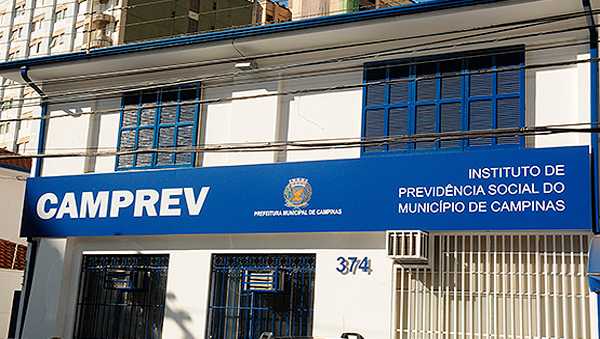 CAMPREV
PREFEITURA MUNICIPAL DE CAMPINAS
INSTITUTO DE
PREVIDÊNCIA SOCIAL DO
MUNICÍPIO DE CAMPINAS
374